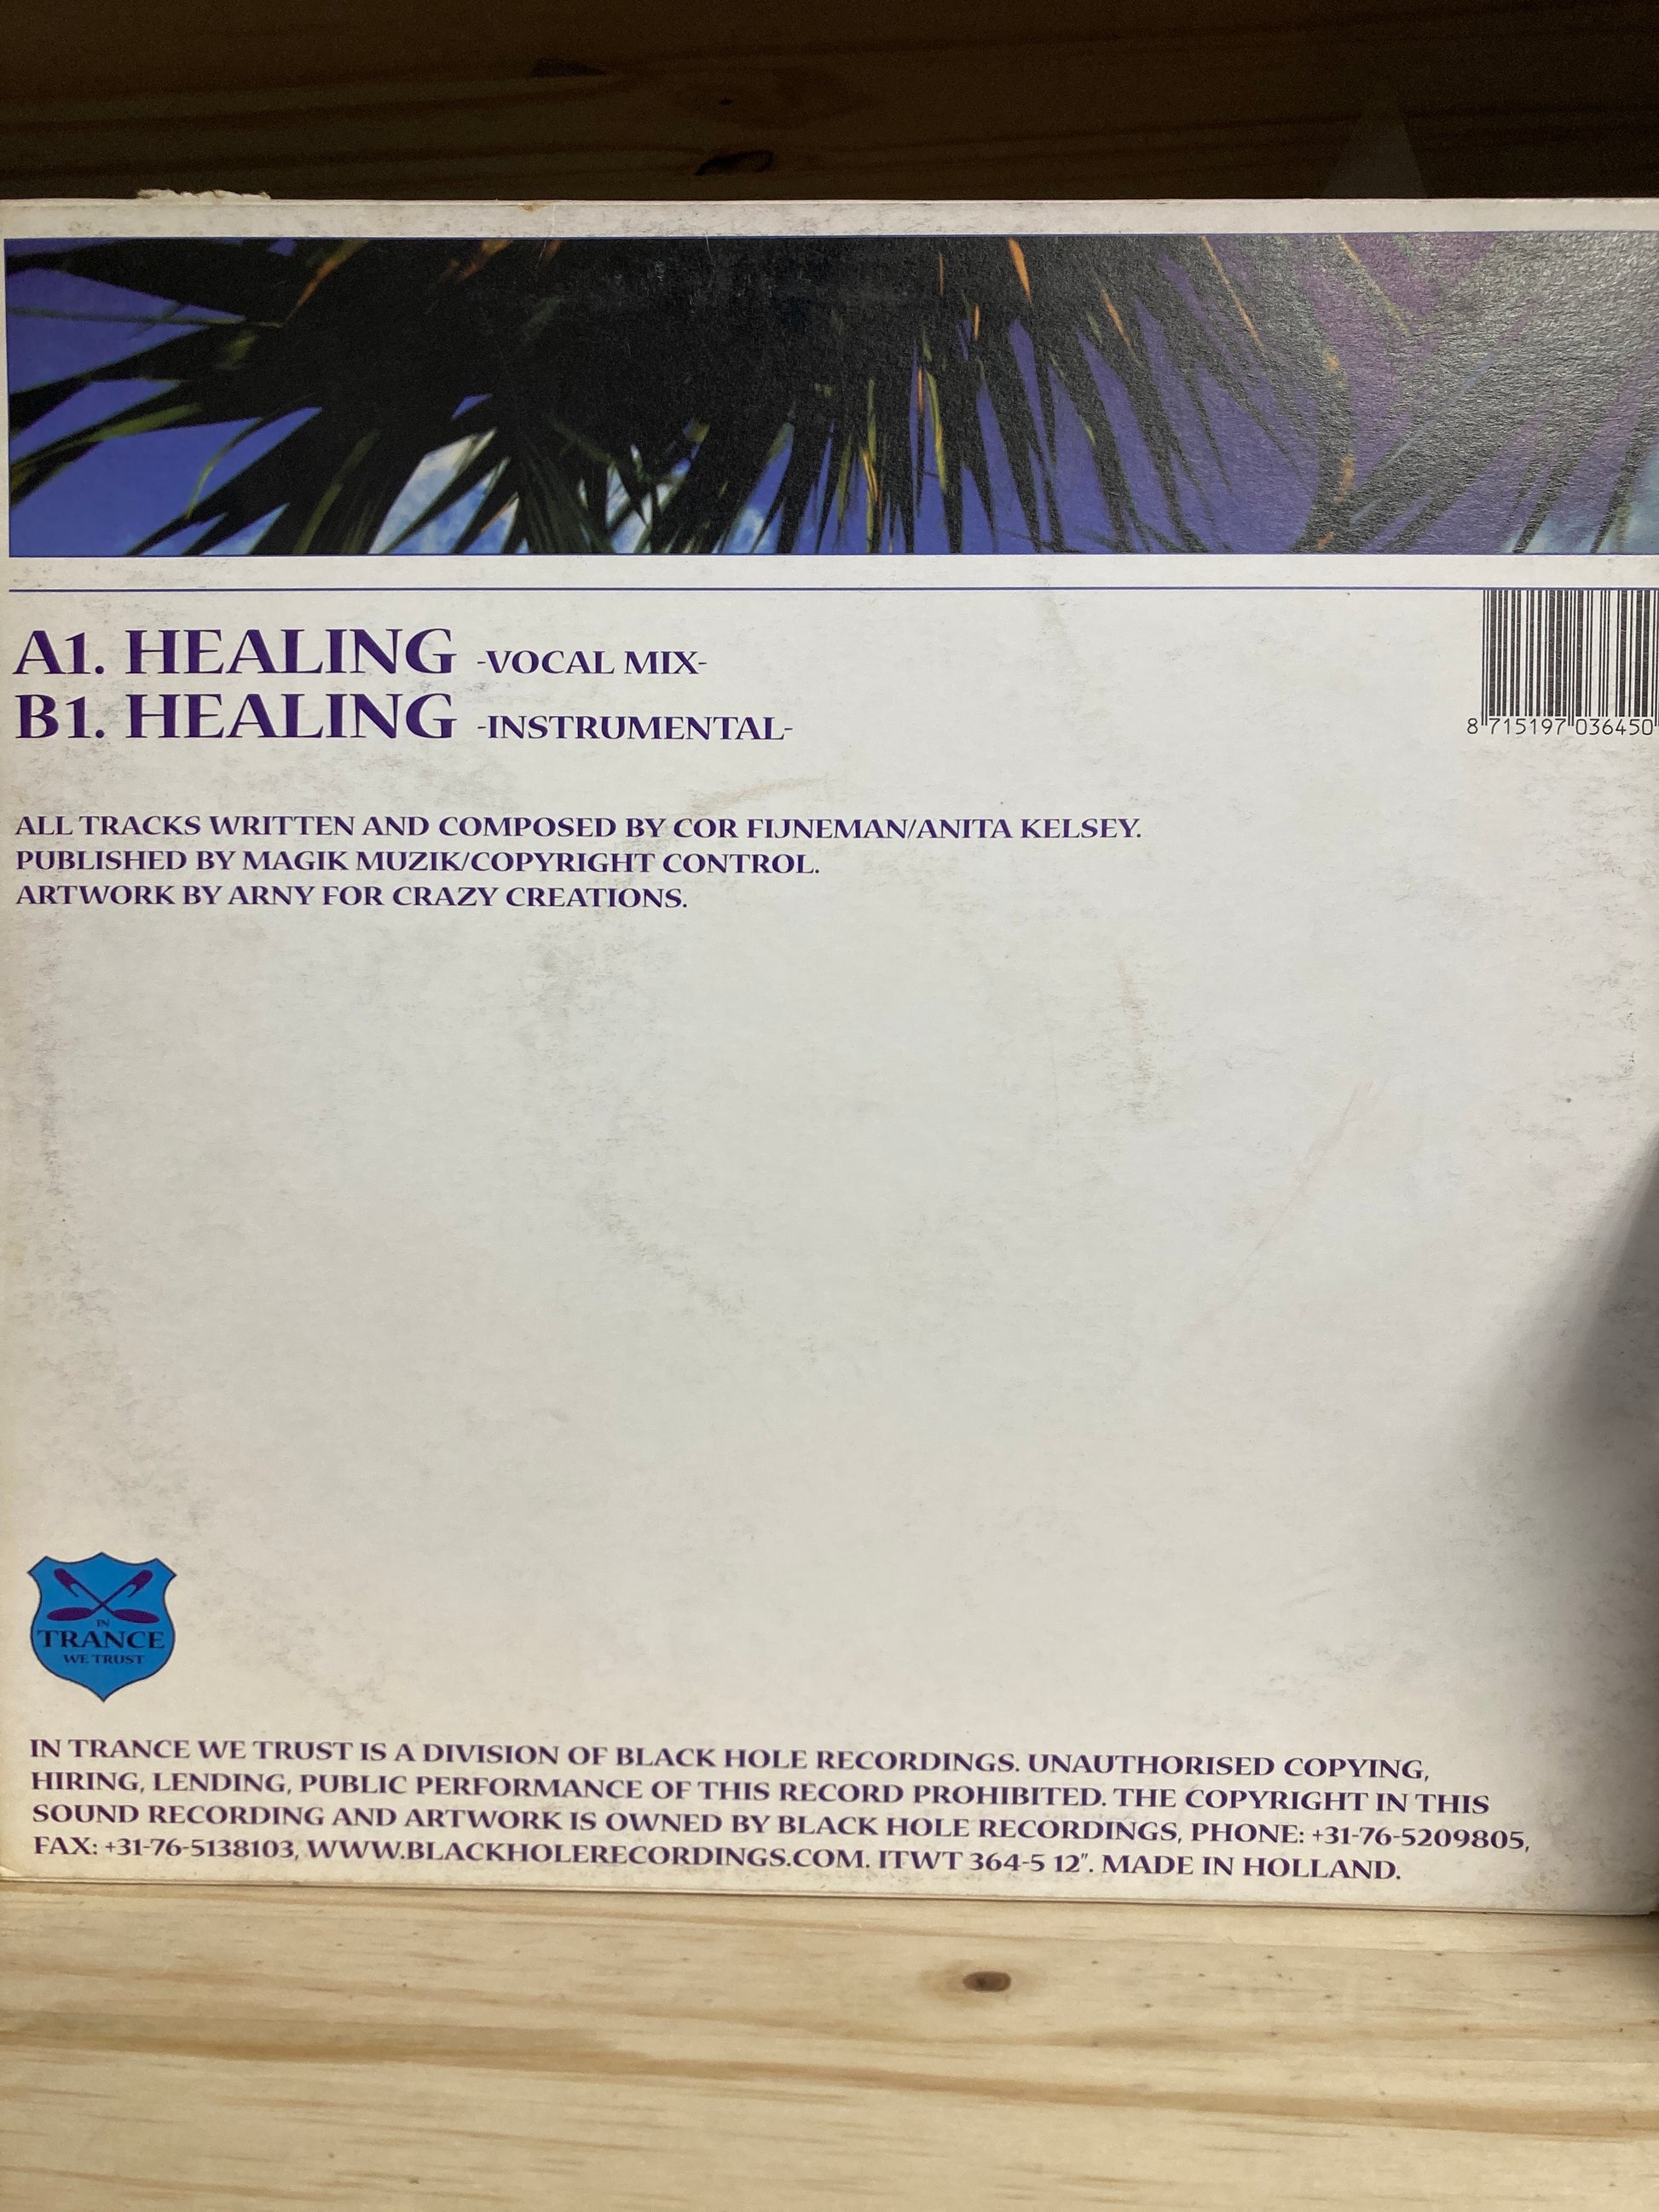 A1. HEALING -VOCAL MIX-
B1. HEALING -INSTRUMENTAL-
8 715197 036450
ALL TRACKS WRITTEN AND COMPOSED BY COR FIJNEMAN/ANITA KELSEY.
PUBLISHED BY MAGIK MUZIK/COPYRIGHT CONTROL.
ARTWORK BY ARNY FOR CRAZY CREATIONS.
IN
TRANCE
WE TRUST
IN TRANCE WE TRUST IS A DIVISION OF BLACK HOLE RECORDINGS. UNAUTHORISED COPYING,
HIRING, LENDING, PUBLIC PERFORMANCE OF THIS RECORD PROHIBITED. THE COPYRIGHT IN THIS
SOUND RECORDING AND ARTWORK IS OWNED BY BLACK HOLE RECORDINGS, PHONE: +31-76-5209805,
FAX: +31-76-5138103, WWW.BLACKHOLERECORDINGS.COM. ITWT 364-5 12". MADE IN HOLLAND.